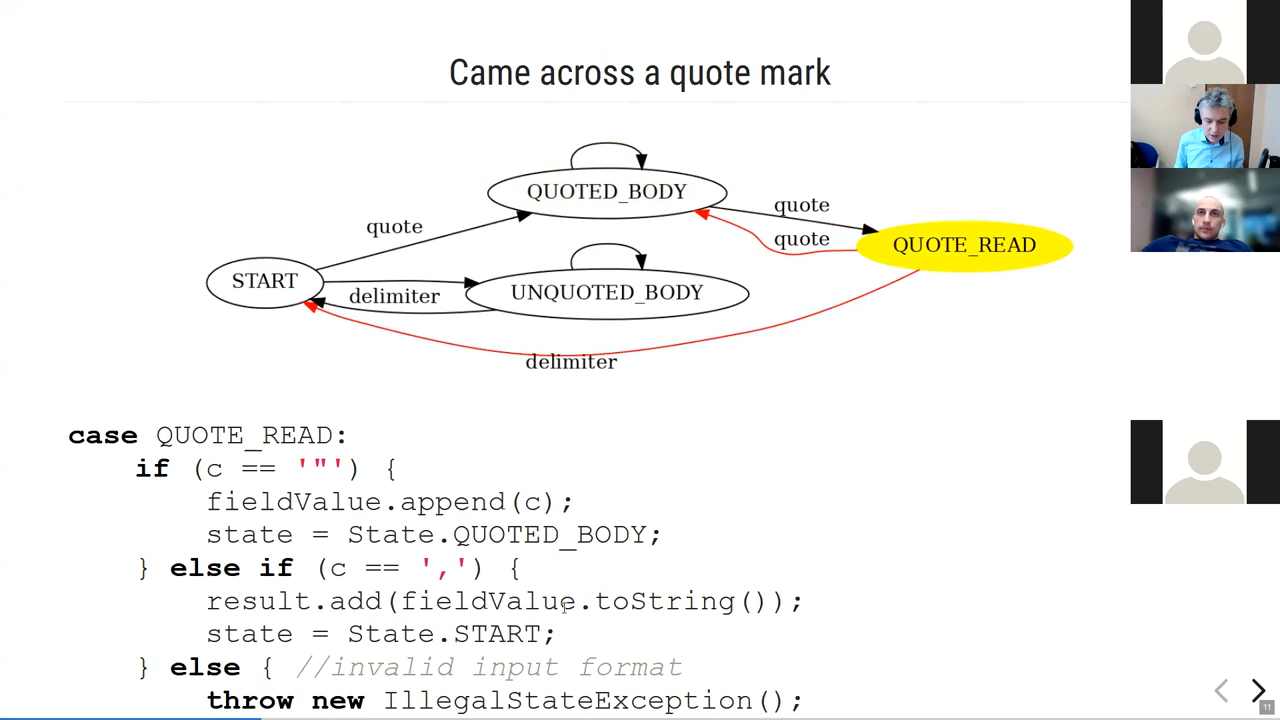 Came across a quote mark
QUOTED_BODY
quote
quote
quote
QUOTE_READ
START
delimiter
UNQUOTED_BODY
delimiter
case QUOTE_READ:
if (c == '"') {
fieldValue.append(c);
state = State.QUOTED_BODY;
} else if (c == ',') {
result.add(fieldValue.toString());
state = State.START;
} else { //invalid input format
throw new IllegalStateException();
11